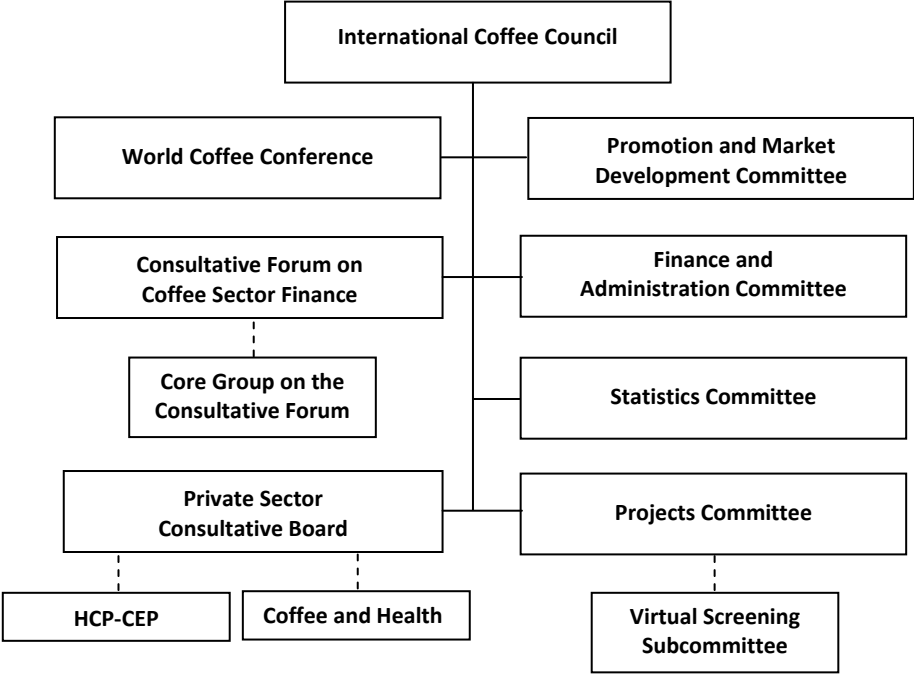 International Coffee Council
World Coffee Conference
Promotion and Market
Development Committee
Consultative Forum on
Coffee Sector Finance
Finance and
Administration Committee
Core Group on the
Consultative Forum
Statistics Committee
Private Sector
Consultative Board
Projects Committee
HCP-CEP
Coffee and Health
Virtual Screening
Subcommittee